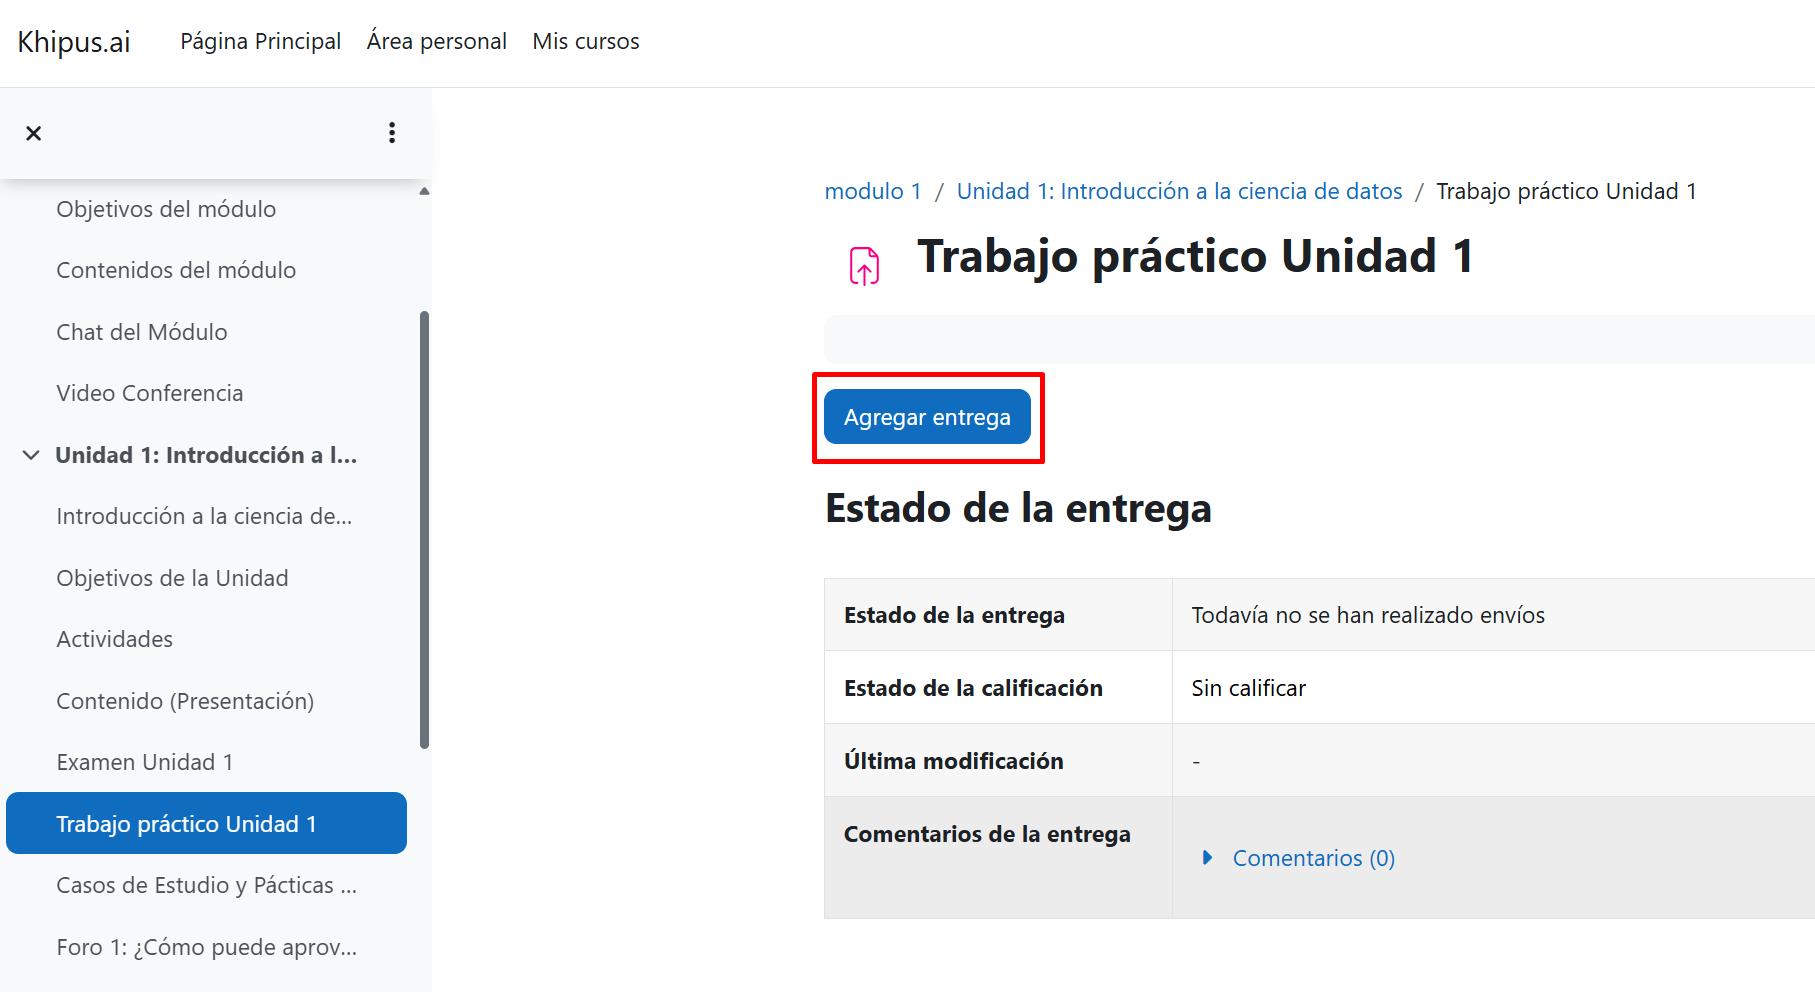 Khipus.ai
Página Principal
Área personal
Mis cursos
Objetivos del módulo
Contenidos del módulo
Chat del Módulo
Video Conferencia
Unidad 1: Introducción a l...
Introducción a la ciencia de...
Objetivos de la Unidad
Actividades
Contenido (Presentación)
Examen Unidad 1
Trabajo práctico Unidad 1
Casos de Estudio y Pácticas ...
Foro 1: ¿Cómo puede aprov...
modulo 1 / Unidad 1: Introducción a la ciencia de datos / Trabajo práctico Unidad 1
Trabajo práctico Unidad 1
Agregar entrega
Estado de la entrega
Estado de la entrega Todavía no se han realizado envíos
Estado de la calificación Sin calificar
Última modificación -
Comentarios de la entrega
Comentarios (0)